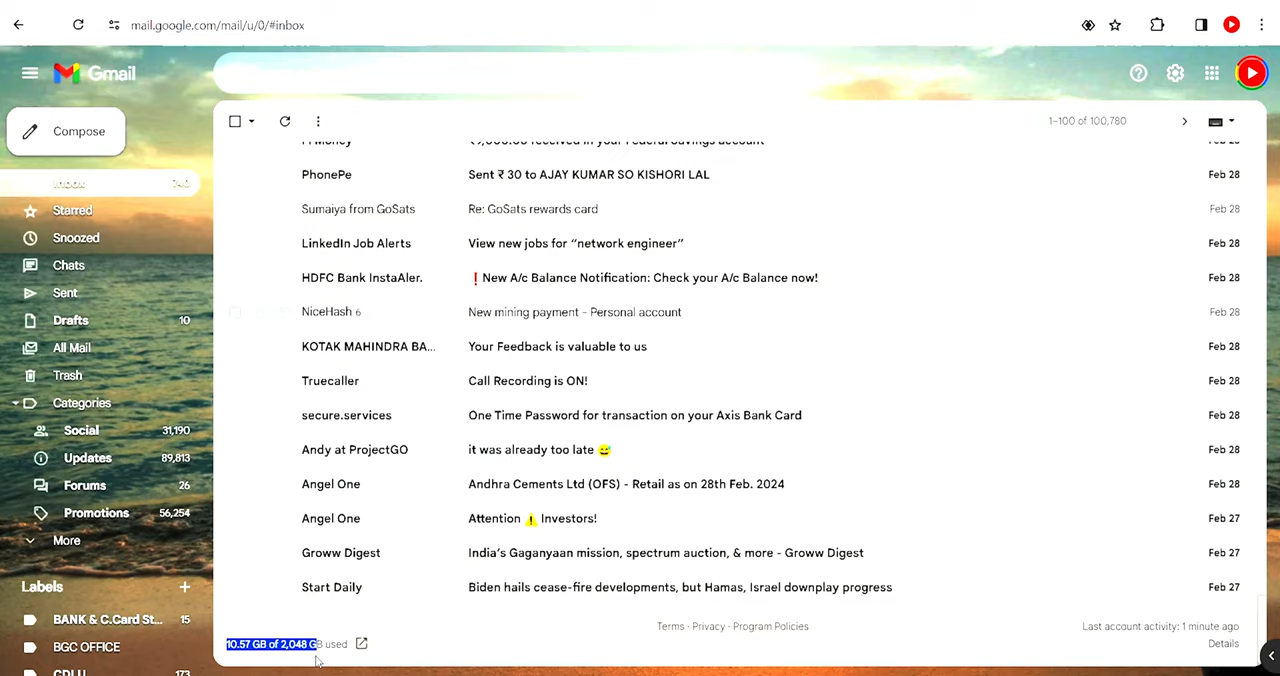 mail.google.com/mail/u/0/#inbox
Gmail
1–100 of 100,780
Compose
Inbox
Starred
Snoozed
Chats
Sent
Drafts 10
All Mail
Trash
Categories
Social 31,190
Updates 89,813
Forums 26
Promotions 56,254
More
Labels
BANK & C.Card St... 15
BGC OFFICE
173
PhonePe Sent ₹ 30 to AJAY KUMAR SO KISHORI LAL Feb 28
Sumaiya from GoSats Re: GoSats rewards card Feb 28
LinkedIn Job Alerts View new jobs for “network engineer” Feb 28
HDFC Bank InstaAler. ❗New A/c Balance Notification: Check your A/c Balance now! Feb 28
NiceHash 6 New mining payment - Personal account Feb 28
KOTAK MAHINDRA BA... Your Feedback is valuable to us Feb 28
Truecaller Call Recording is ON! Feb 28
secure.services One Time Password for transaction on your Axis Bank Card Feb 28
Andy at ProjectGO it was already too late 😅 Feb 28
Angel One Andhra Cements Ltd (OFS) - Retail as on 28th Feb. 2024 Feb 28
Angel One Attention ⚠️ Investors! Feb 27
Groww Digest India’s Gaganyaan mission, spectrum auction, & more - Groww Digest Feb 27
Start Daily Biden hails cease-fire developments, but Hamas, Israel downplay progress Feb 27
Terms · Privacy · Program Policies
Last account activity: 1 minute ago
10.57 GB of 2,048 GB used
Details